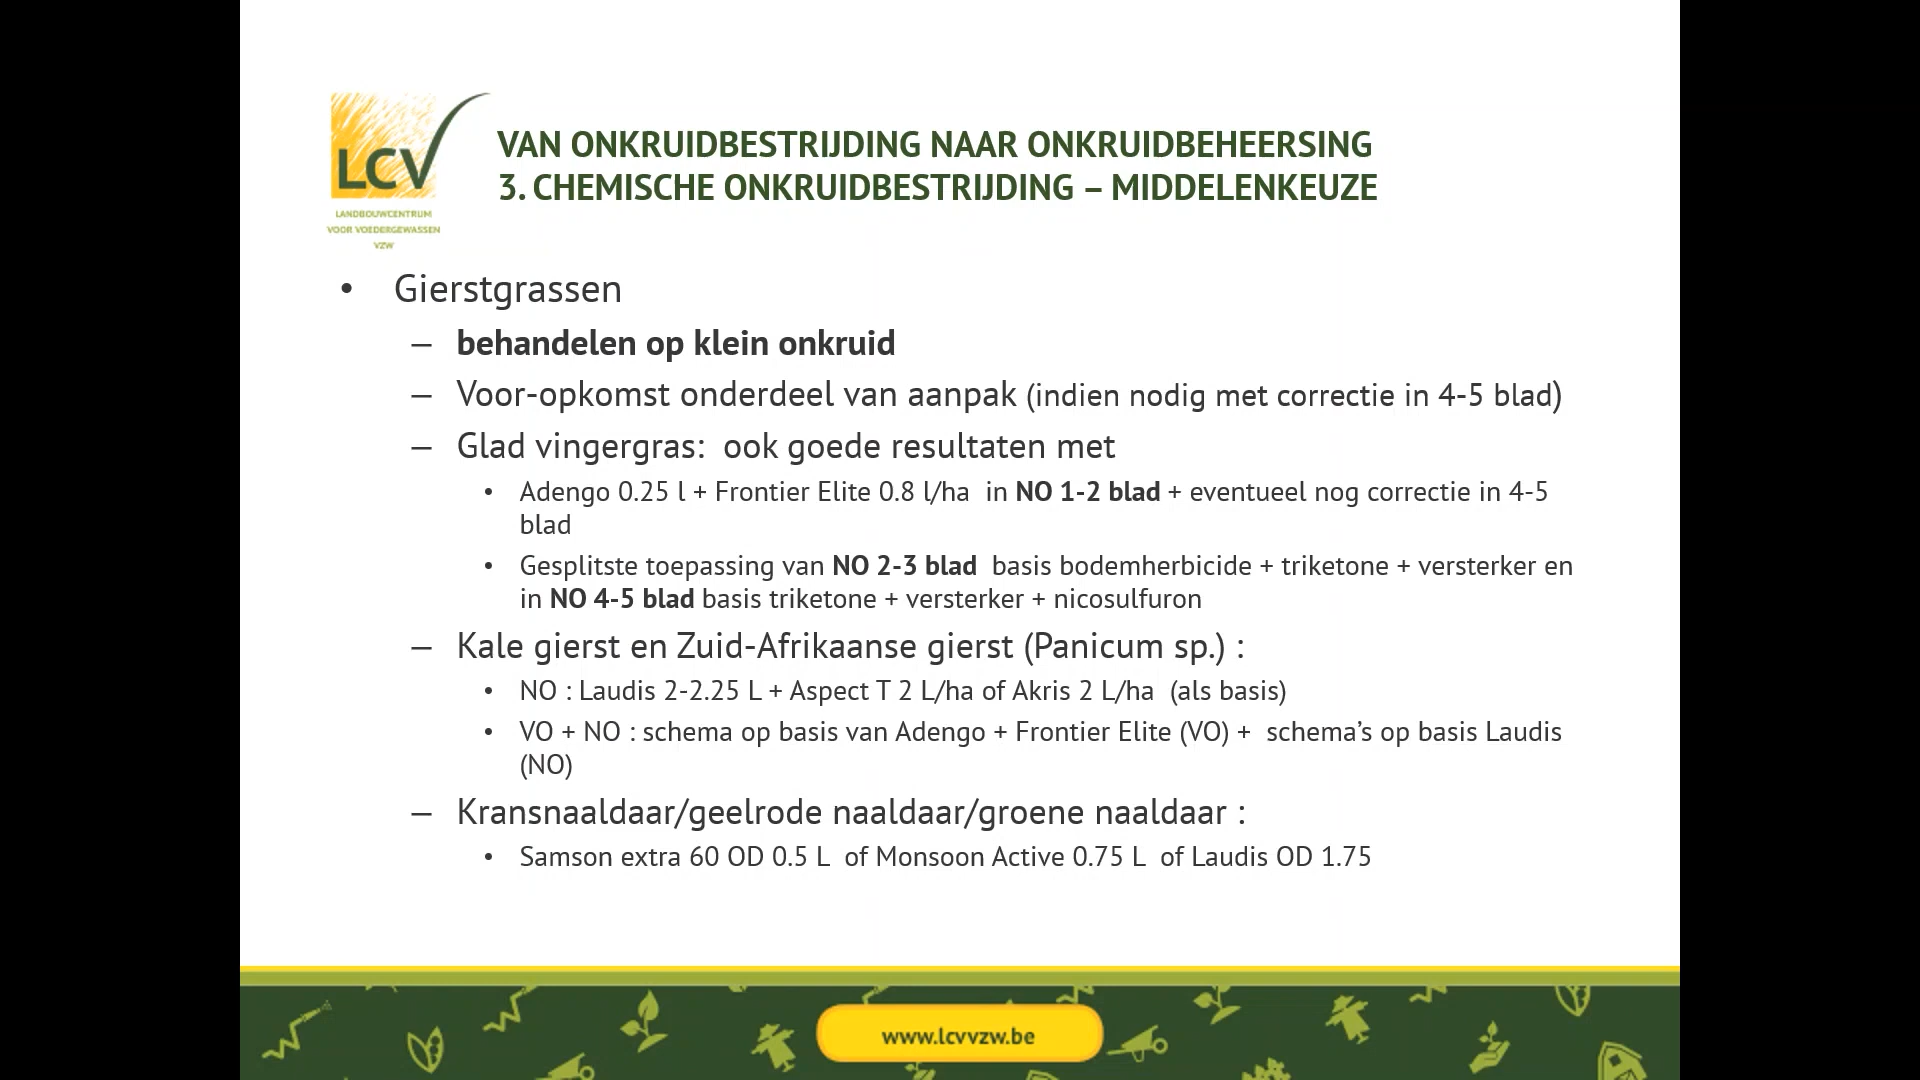 LCV
LANDBOUWCENTRUM
VOOR VOEDERGEWASSEN
VZW
VAN ONKRUIDBESTRIJDING NAAR ONKRUIDBEHEERSING
3. CHEMISCHE ONKRUIDBESTRIJDING – MIDDELENKEUZE
• Gierstgrassen
– behandelen op klein onkruid
– Voor-opkomst onderdeel van aanpak (indien nodig met correctie in 4-5 blad)
– Glad vingergras: ook goede resultaten met
• Adengo 0.25 l + Frontier Elite 0.8 l/ha in NO 1-2 blad + eventueel nog correctie in 4-5
blad
• Gesplitste toepassing van NO 2-3 blad basis bodemherbicide + triketone + versterker en
in NO 4-5 blad basis triketone + versterker + nicosulfuron
– Kale gierst en Zuid-Afrikaanse gierst (Panicum sp.) :
• NO : Laudis 2-2.25 L + Aspect T 2 L/ha of Akris 2 L/ha (als basis)
• VO + NO : schema op basis van Adengo + Frontier Elite (VO) + schema’s op basis Laudis
(NO)
– Kransnaaldaar/geelrode naaldaar/groene naaldaar :
• Samson extra 60 OD 0.5 L of Monsoon Active 0.75 L of Laudis OD 1.75
www.lcvvzw.be